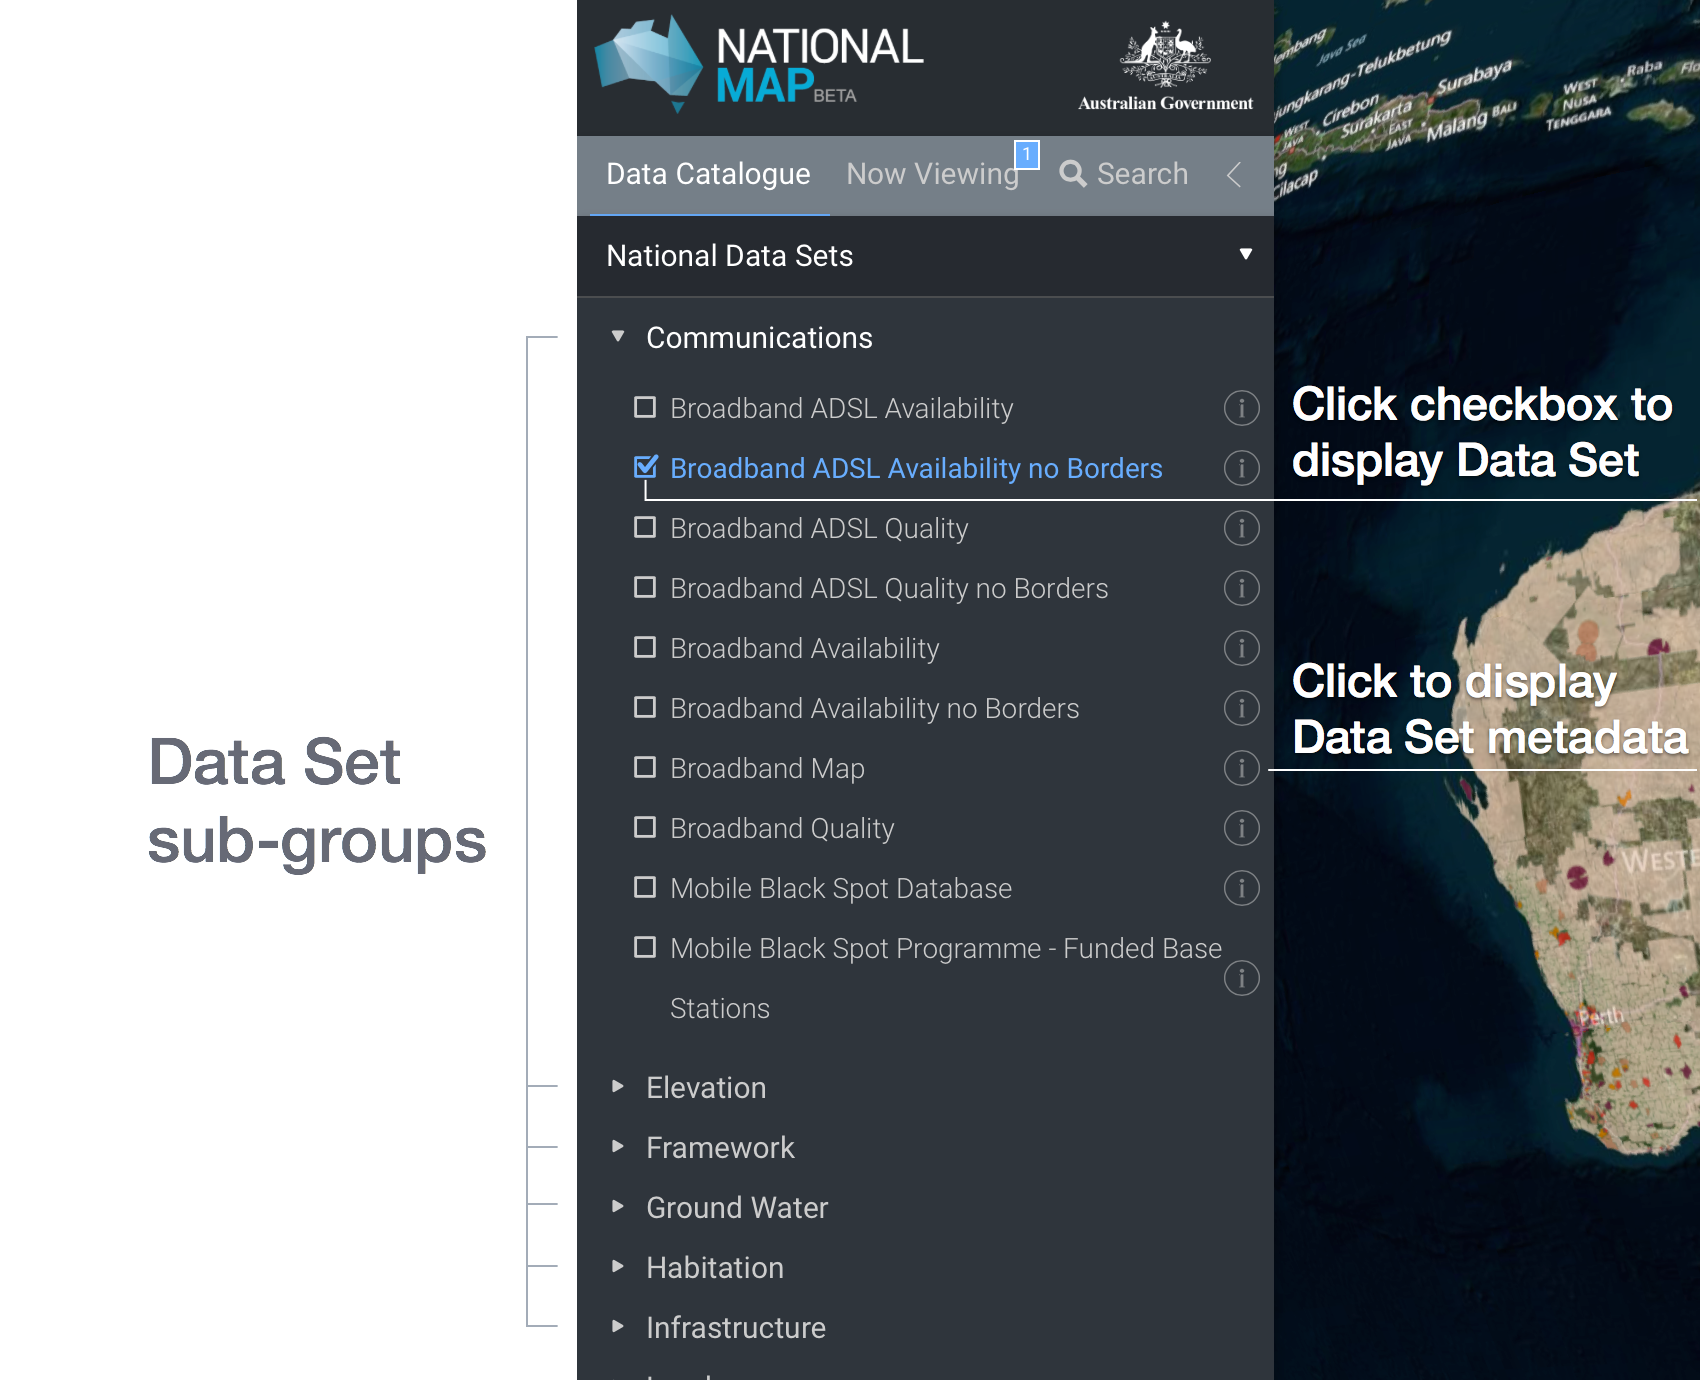 NATIONAL
MAP BETA
Australian Government
Data Catalogue
Now Viewing
1
Search
National Data Sets
Communications
Broadband ADSL Availability
Broadband ADSL Availability no Borders
Broadband ADSL Quality
Broadband ADSL Quality no Borders
Broadband Availability
Broadband Availability no Borders
Broadband Map
Broadband Quality
Mobile Black Spot Database
Mobile Black Spot Programme - Funded Base
Stations
Elevation
Framework
Ground Water
Habitation
Infrastructure
Data Set
sub-groups
Click checkbox to
display Data Set
Click to display
Data Set metadata
Java Sea
jungkarang-Telukbetung
Cirebon
Surakarta
Surabaya
WEST
JAVA
EAST
JAVA
Malang
BALI
WEST
NUSA
TENGGARA
Raba
Cilacap
WESTE
Perth